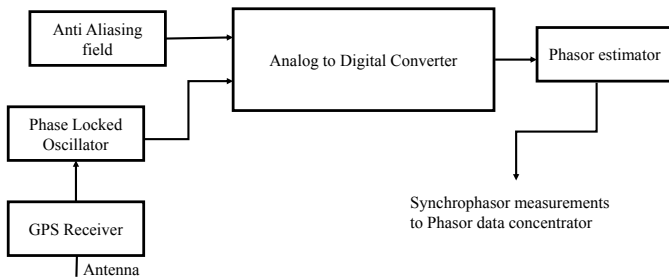 Anti Aliasing
field
Analog to Digital Converter
Phasor estimator
Phase Locked
Oscillator
Synchrophasor measurements
to Phasor data concentrator
GPS Receiver
Antenna